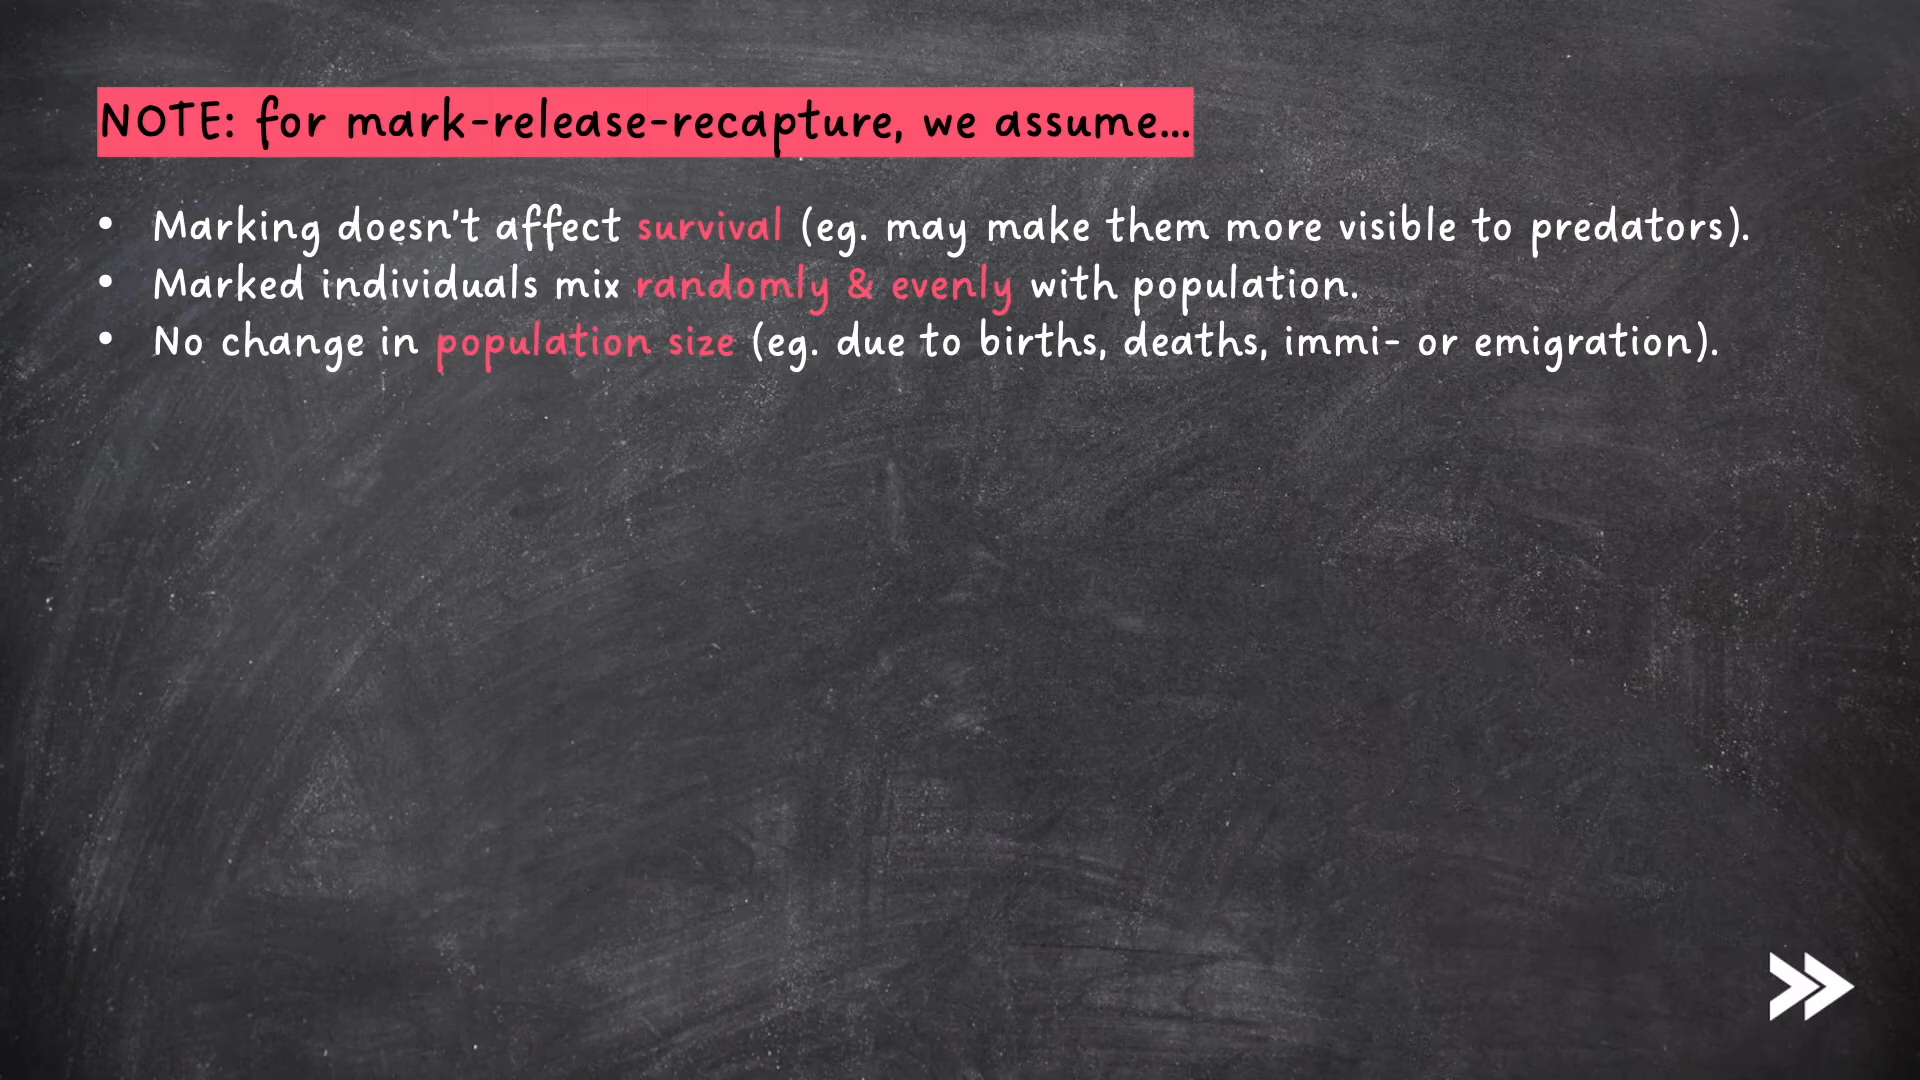 NOTE: for mark-release-recapture, we assume...
• Marking doesn't affect survival (eg. may make them more visible to predators).
• Marked individuals mix randomly & evenly with population.
• No change in population size (eg. due to births, deaths, immi- or emigration).